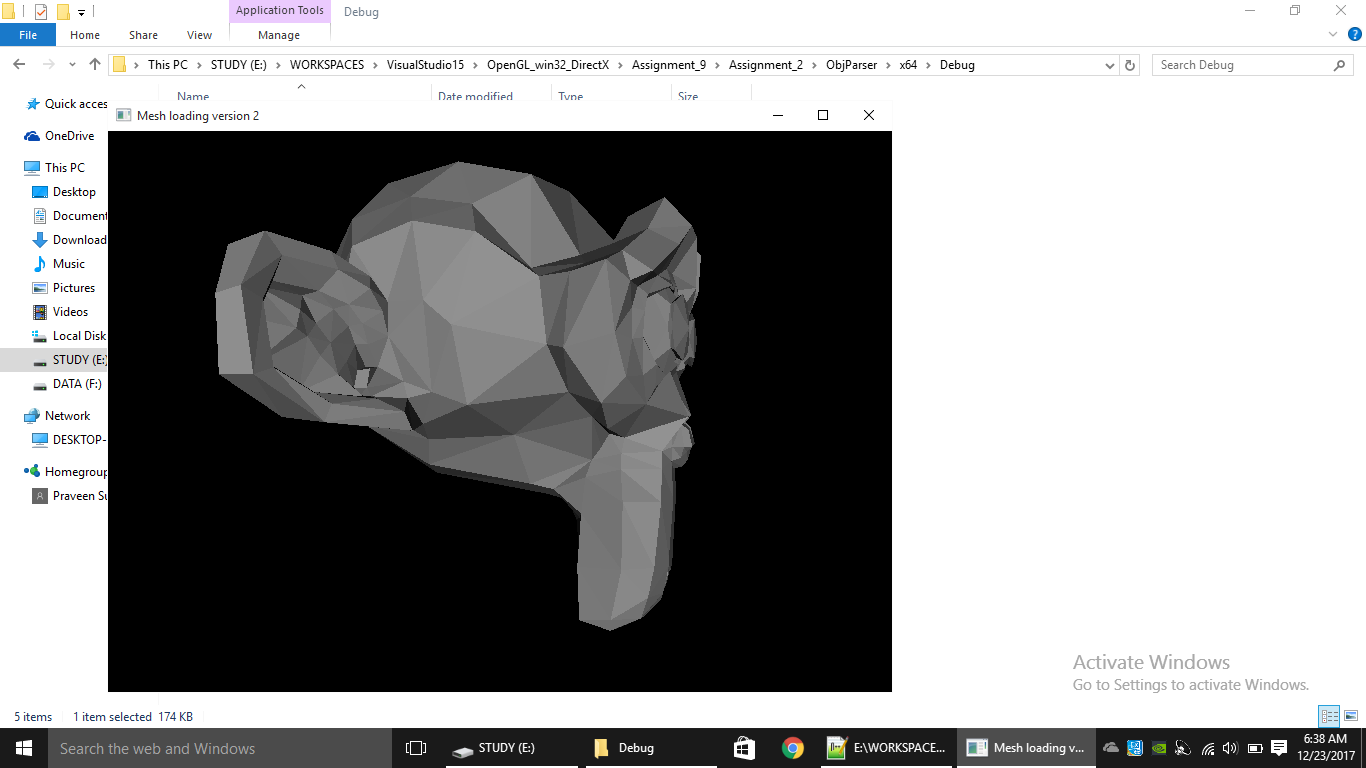 Application Tools Debug
File Home Share View Manage
This PC STUDY (E:) WORKSPACES VisualStudio15 OpenGL_win32_DirectX Assignment_9 Assignment_2 ObjParser x64 Debug Search Debug
Name Date modified Type Size
Quick acces
Mesh loading version 2
OneDrive
This PC
Desktop
Document
Download
Music
Pictures
Videos
Local Disk
STUDY (E:)
DATA (F:)
Network
DESKTOP-
Homegroup
Praveen Su
Activate Windows
Go to Settings to activate Windows.
5 items 1 item selected 174 KB
Search the web and Windows STUDY (E:) Debug E:\WORKSPACE... Mesh loading v... 6:38 AM
12/23/2017